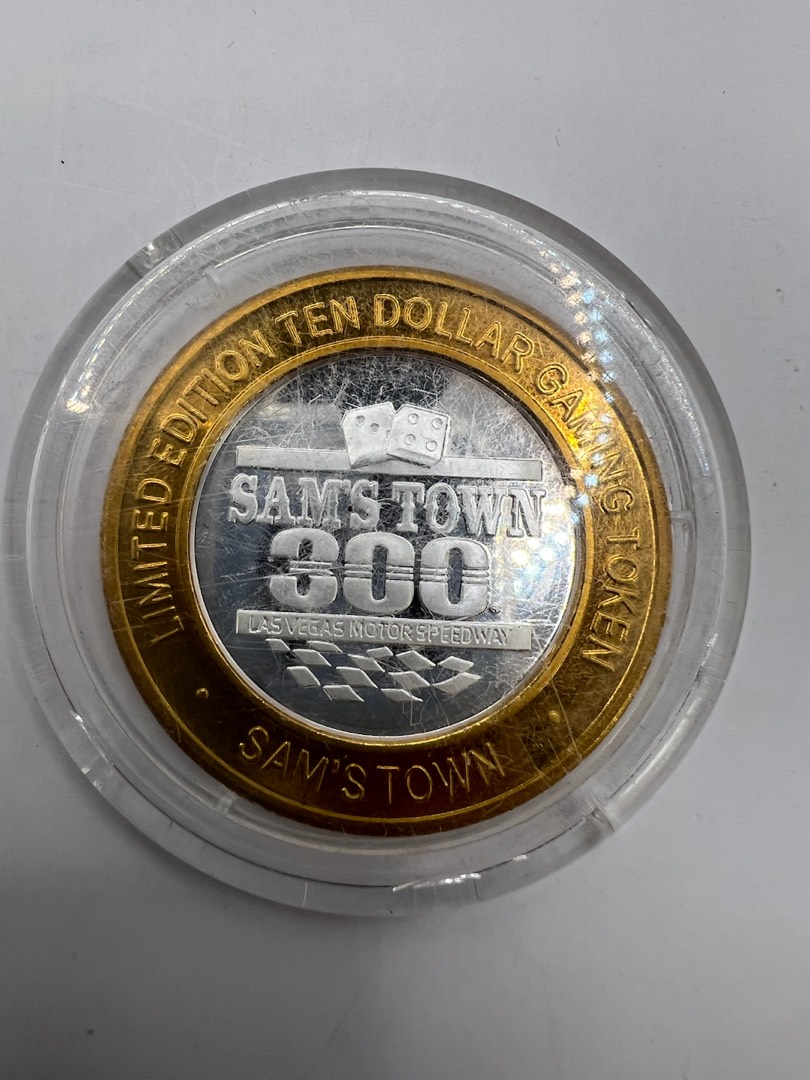 LIMITED EDITION TEN DOLLAR GAMING TOKEN
SAM'S TOWN
300
LAS VEGAS MOTOR SPEEDWAY
· SAM'S TOWN ·